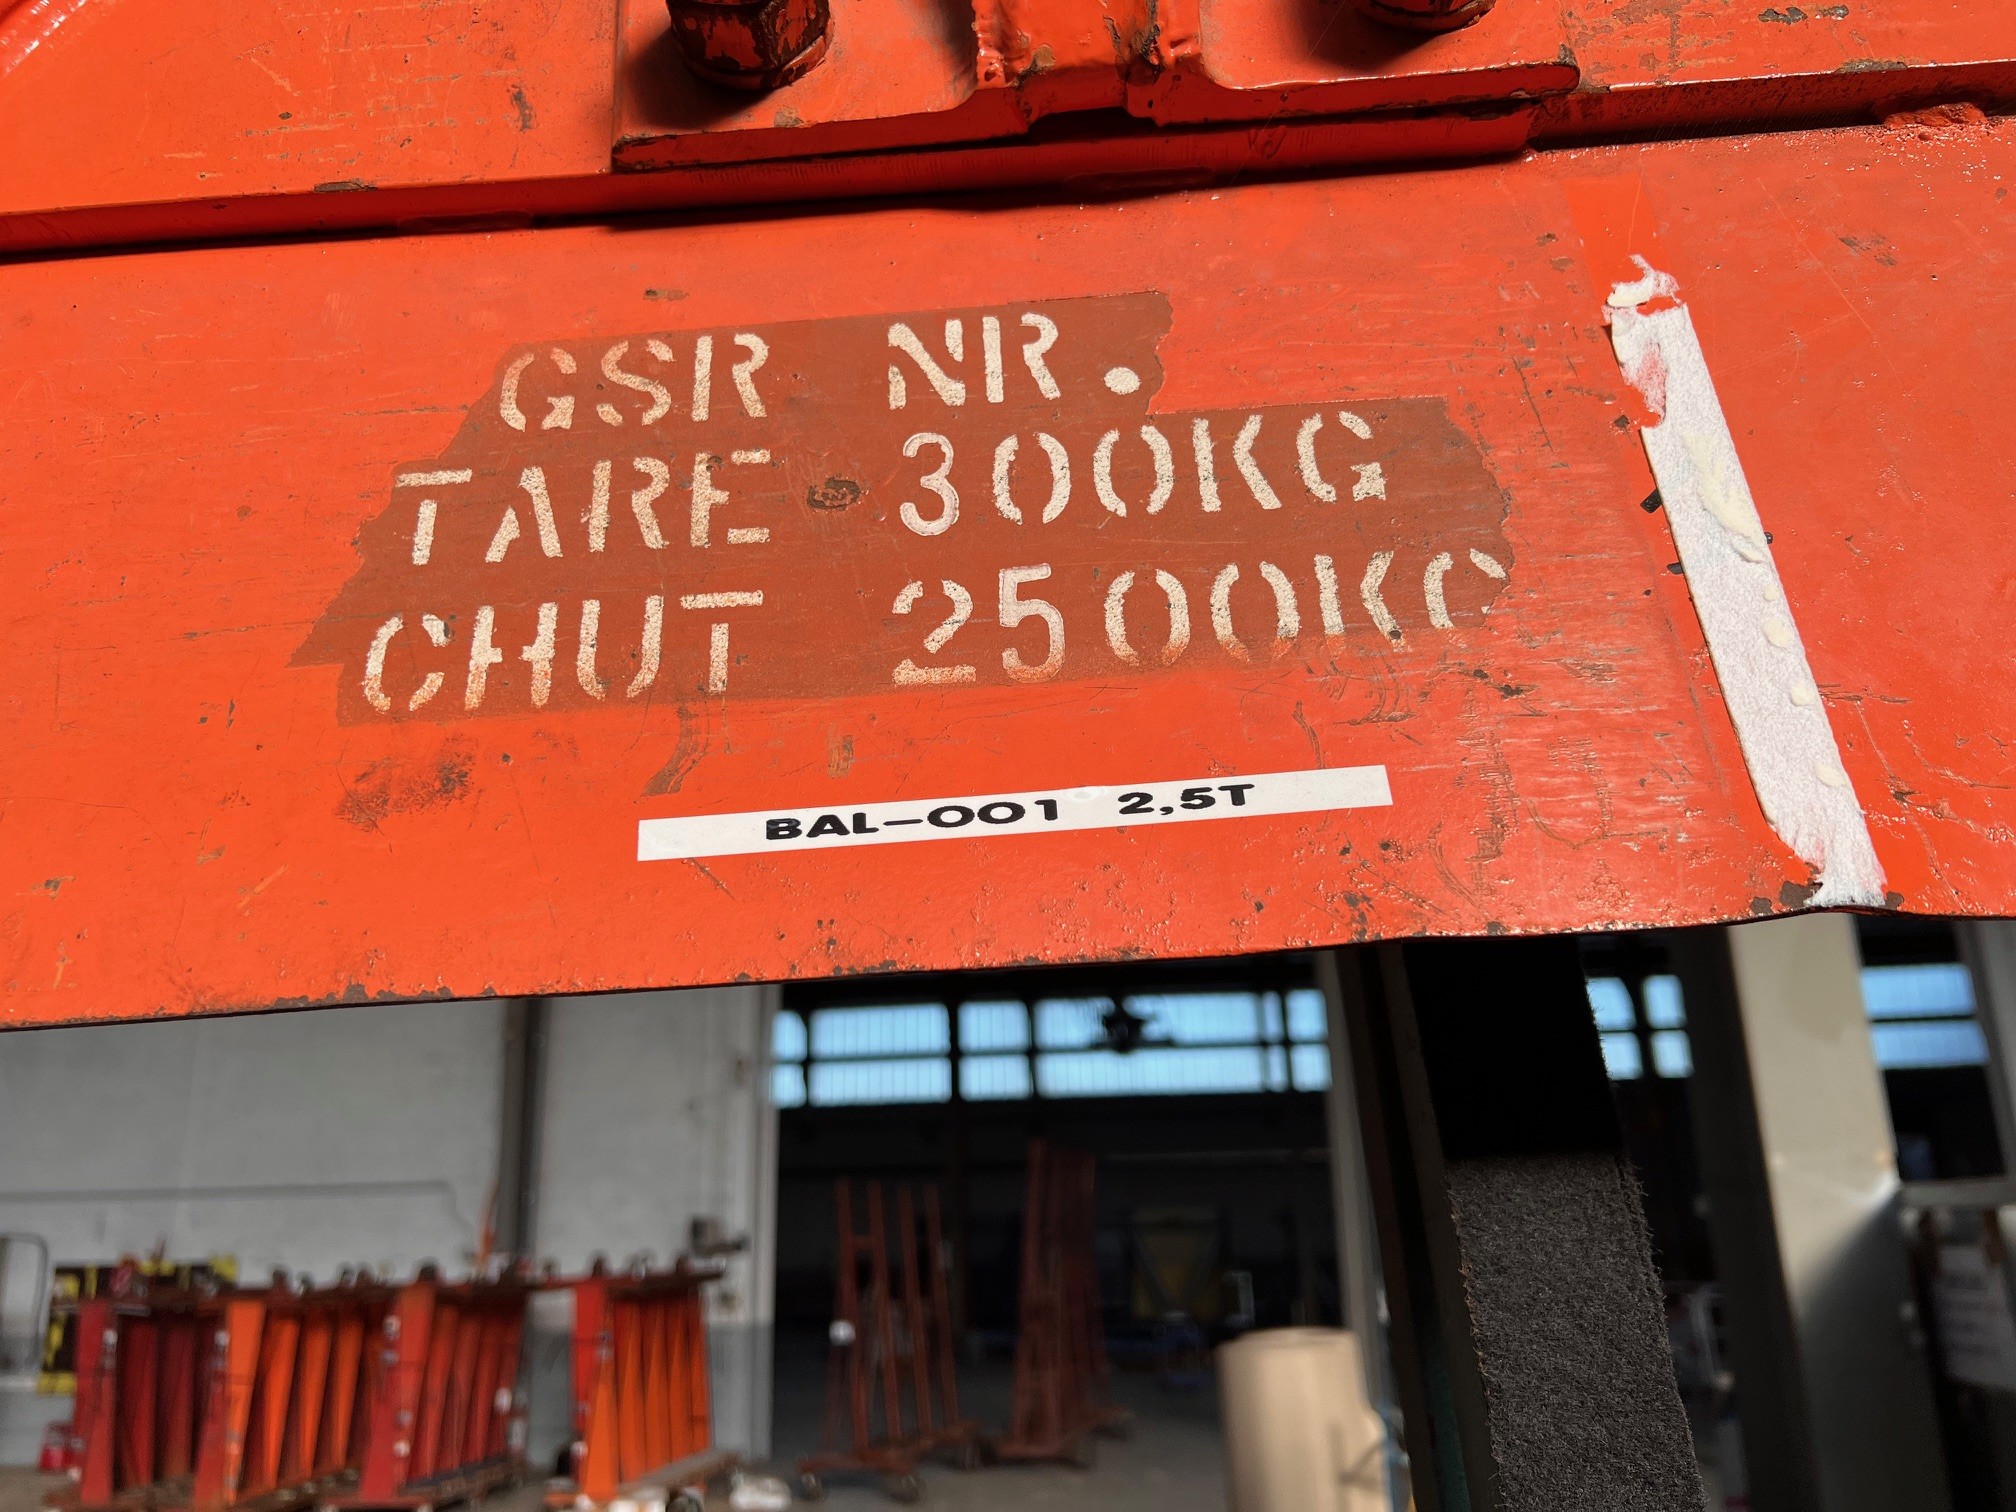 GSR NR.
TARE 300KG
CHUT 2500KG
BAL-001 2,5T